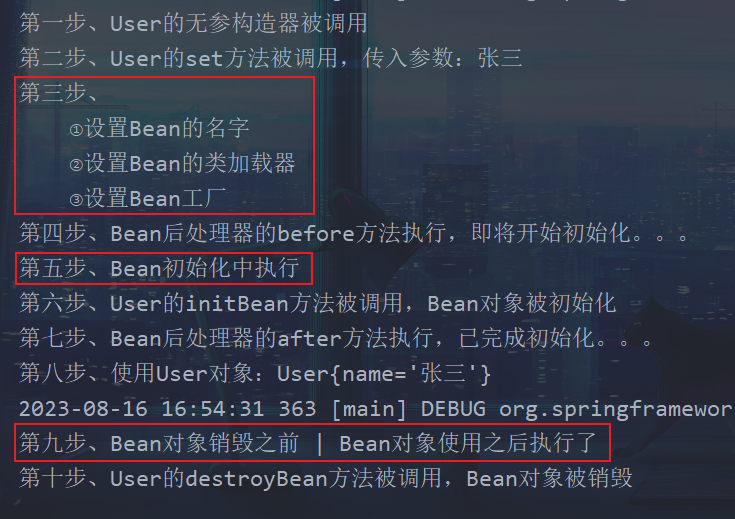 第一步、User的无参构造器被调用
第二步、User的set方法被调用，传入参数：张三
第三步、
①设置Bean的名字
②设置Bean的类加载器
③设置Bean工厂
第四步、Bean后处理器的before方法执行，即将开始初始化。。。
第五步、Bean初始化中执行
第六步、User的initBean方法被调用，Bean对象被初始化
第七步、Bean后处理器的after方法执行，已完成初始化。。。
第八步、使用User对象：User{name='张三'}
2023-08-16 16:54:31 363 [main] DEBUG org.springframewor
第九步、Bean对象销毁之前 | Bean对象使用之后执行了
第十步、User的destroyBean方法被调用，Bean对象被销毁